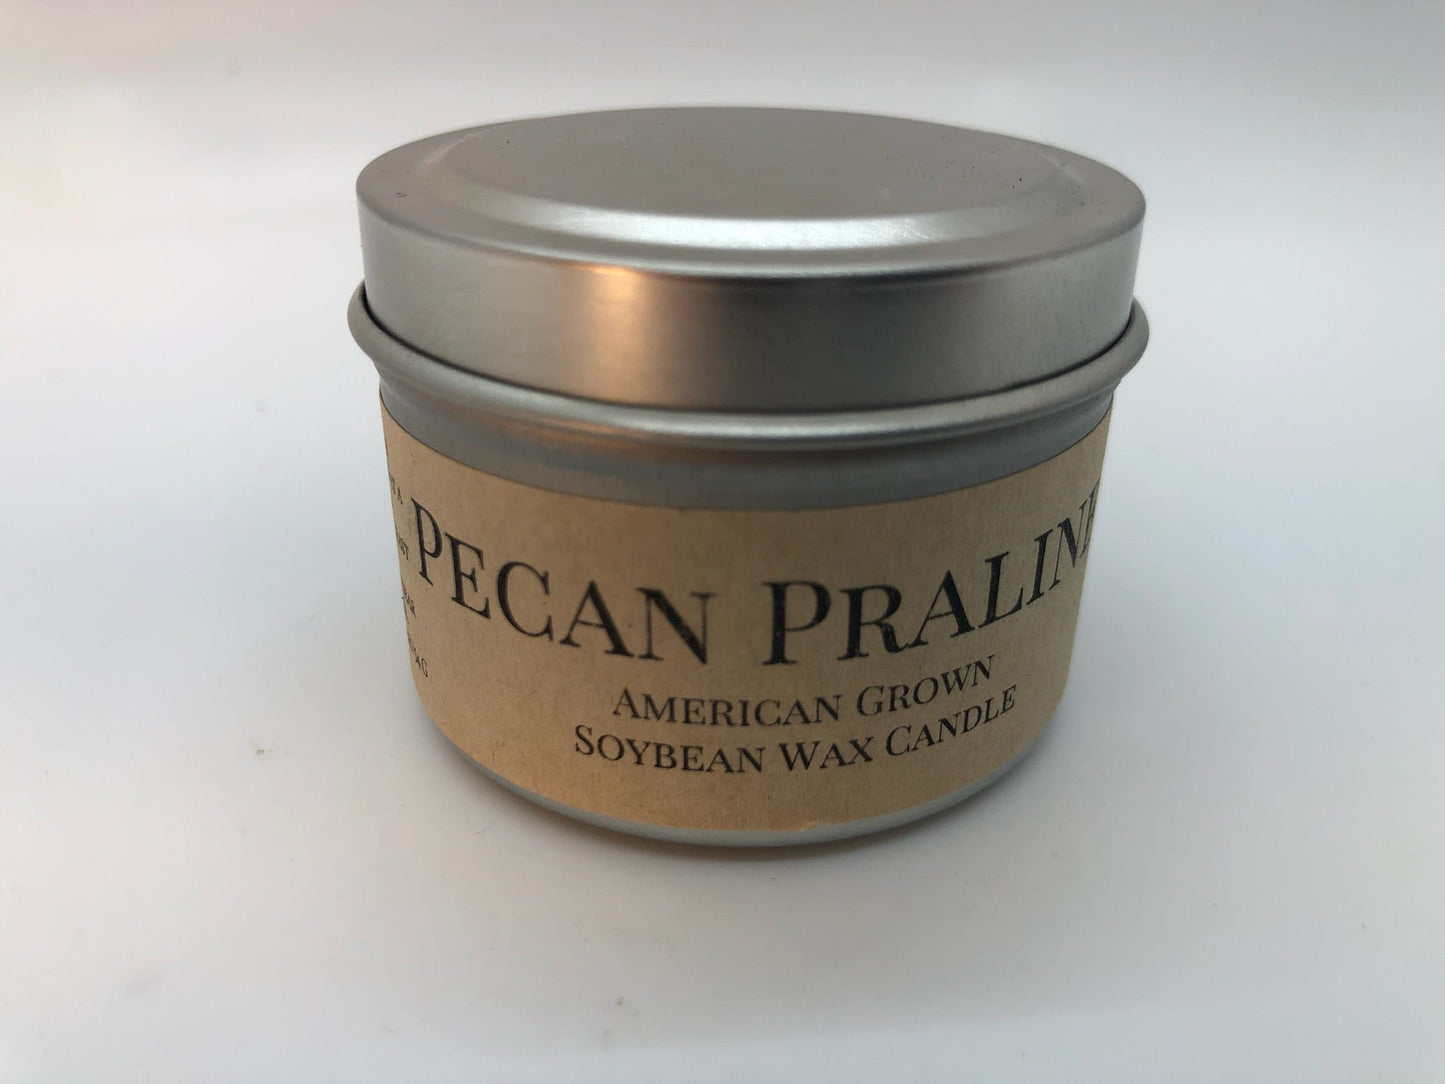 Pecan Praline
American Grown
Soybean Wax Candle